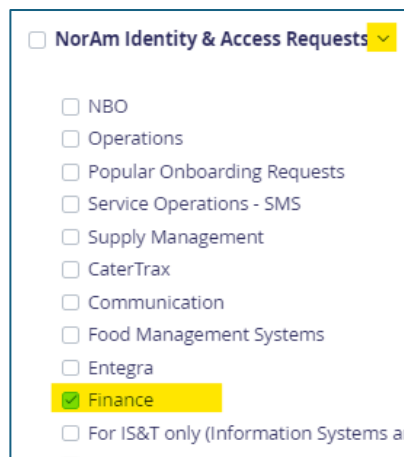 NorAm Identity & Access Requests
NBO
Operations
Popular Onboarding Requests
Service Operations - SMS
Supply Management
CaterTrax
Communication
Food Management Systems
Entegra
Finance
For IS&T only (Information Systems